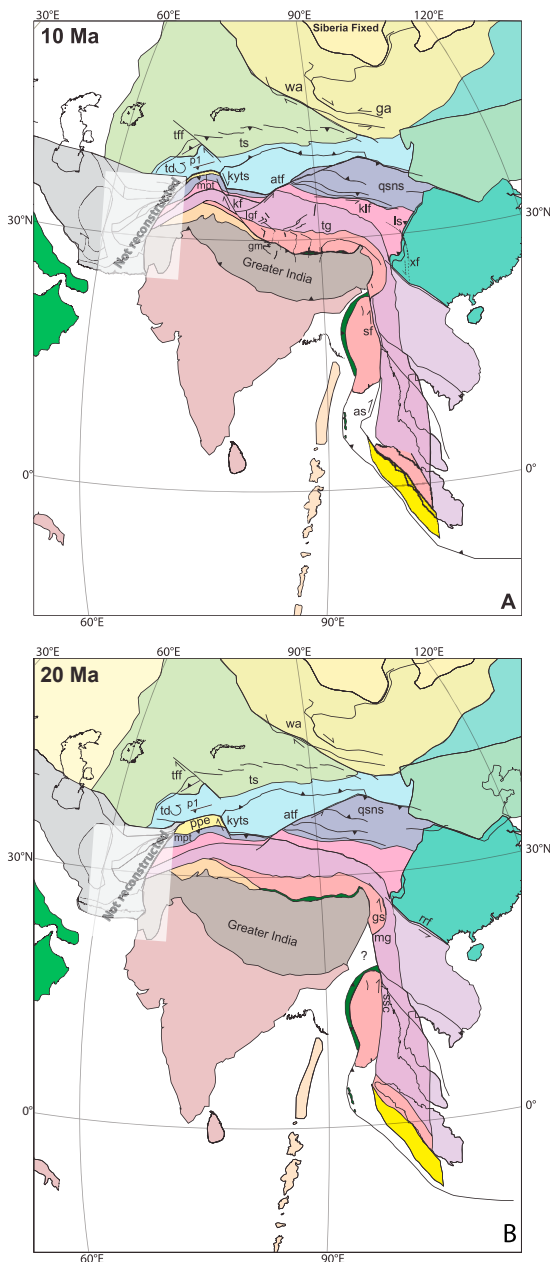 30°E 60°E 90°E 120°E
10 Ma
Siberia Fixed
wa
ga
tff
ts
td
p1
kyts
atf
qsns
mpt
Not reconstructed
kf
klf
ls
30°N
lgf
tg
gm
xf
Greater India
sf
as
0°
0°
A
60°E
90°E
30°E 60°E 90°E 120°E
20 Ma
wa
tff
ts
td
p1
ppe
kyts
atf
qsns
mpt
Not reconstructed
30°N
gs
rrf
Greater India
mg
?
ssc
0°
0°
B
60°E
90°E